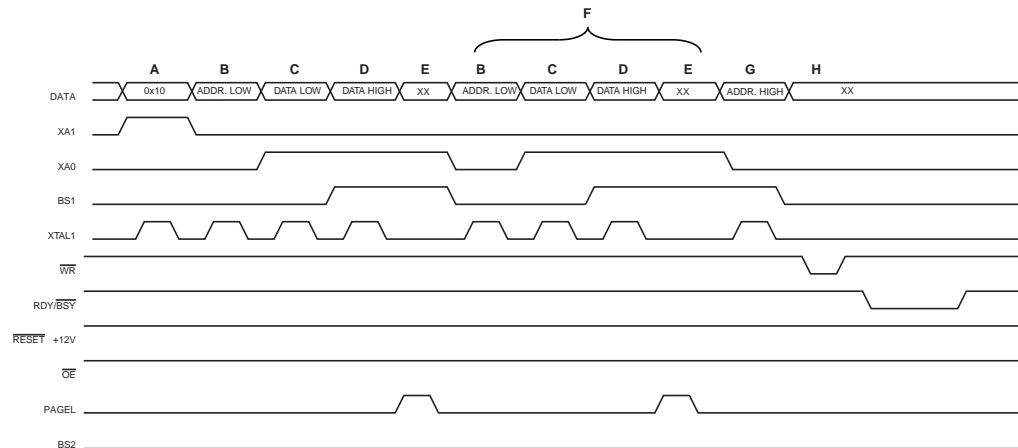 F
A B C D E B C D E G H
DATA 0x10 ADDR. LOW DATA LOW DATA HIGH XX ADDR. LOW DATA LOW DATA HIGH XX ADDR. HIGH XX
XA1
XA0
BS1
XTAL1
WR
RDY/BSY
RESET +12V
OE
PAGEL
BS2